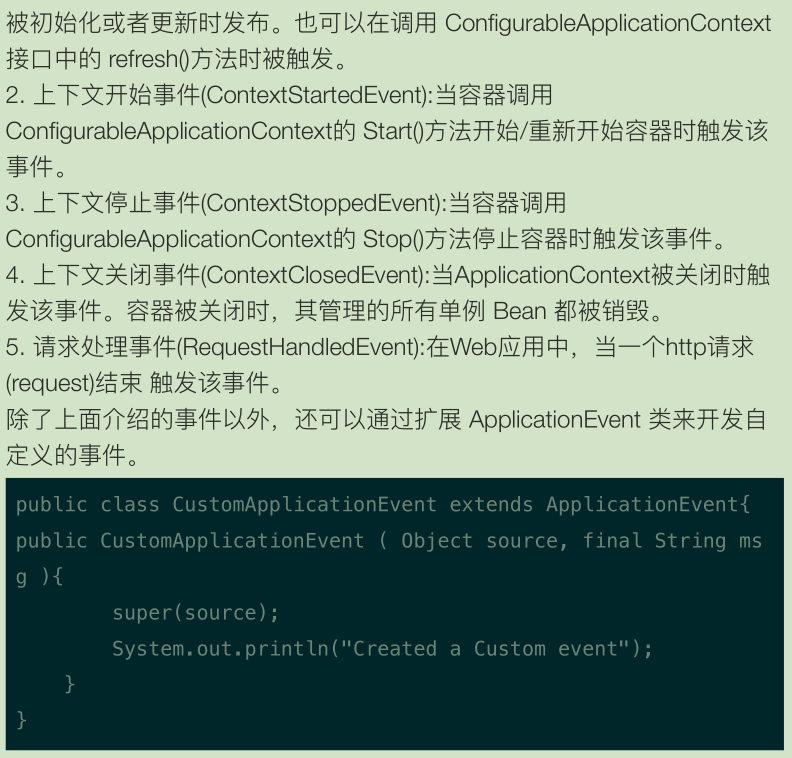 被初始化或者更新时发布。也可以在调用 ConfigurableApplicationContext
接口中的 refresh()方法时被触发。
2. 上下文开始事件(ContextStartedEvent):当容器调用
ConfigurableApplicationContext的 Start()方法开始/重新开始容器时触发该
事件。
3. 上下文停止事件(ContextStoppedEvent):当容器调用
ConfigurableApplicationContext的 Stop()方法停止容器时触发该事件。
4. 上下文关闭事件(ContextClosedEvent):当ApplicationContext被关闭时触
发该事件。容器被关闭时，其管理的所有单例 Bean 都被销毁。
5. 请求处理事件(RequestHandledEvent):在Web应用中，当一个http请求
(request)结束 触发该事件。
除了上面介绍的事件以外，还可以通过扩展 ApplicationEvent 类来开发自
定义的事件。
public class CustomApplicationEvent extends ApplicationEvent{
public CustomApplicationEvent ( Object source, final String ms
g ){
        super(source);
        System.out.println("Created a Custom event");
    }
}